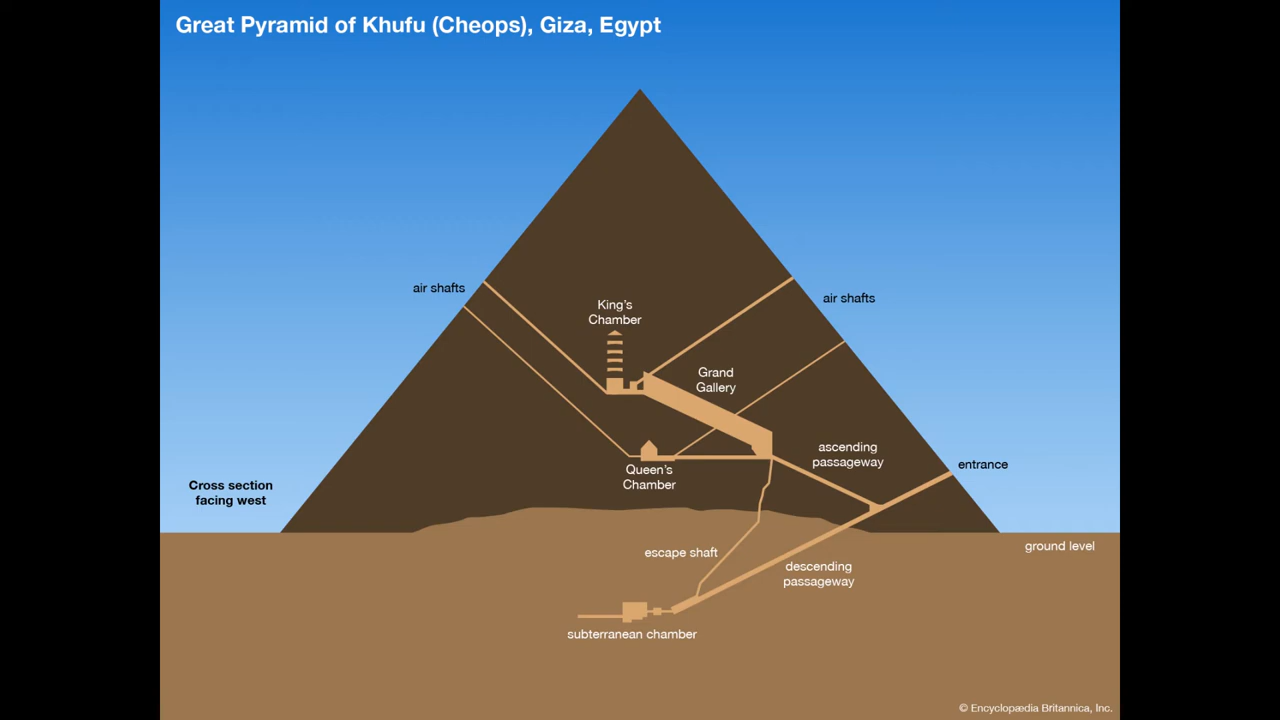 Great Pyramid of Khufu (Cheops), Giza, Egypt
air shafts
King's
Chamber
air shafts
Grand
Gallery
ascending
passageway
entrance
Queen's
Chamber
Cross section
facing west
ground level
escape shaft
descending
passageway
subterranean chamber
© Encyclopædia Britannica, Inc.